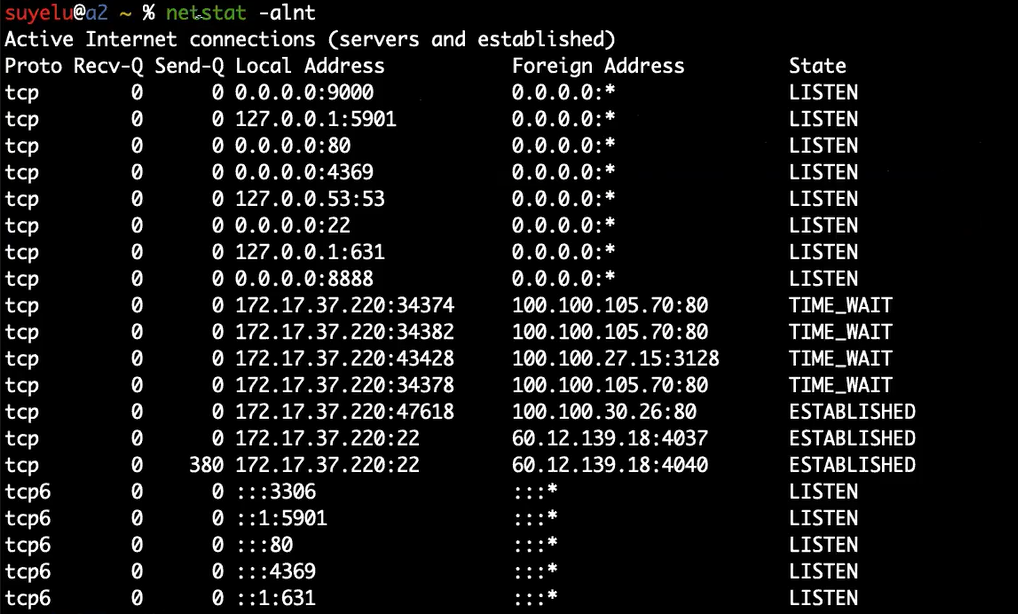 suyelu@a2 ~ % netstat -alnt
Active Internet connections (servers and established)
Proto Recv-Q Send-Q Local Address           Foreign Address         State
tcp        0      0 0.0.0.0:9000            0.0.0.0:*               LISTEN
tcp        0      0 127.0.0.1:5901          0.0.0.0:*               LISTEN
tcp        0      0 0.0.0.0:80              0.0.0.0:*               LISTEN
tcp        0      0 0.0.0.0:4369            0.0.0.0:*               LISTEN
tcp        0      0 127.0.0.53:53           0.0.0.0:*               LISTEN
tcp        0      0 0.0.0.0:22              0.0.0.0:*               LISTEN
tcp        0      0 127.0.0.1:631           0.0.0.0:*               LISTEN
tcp        0      0 0.0.0.0:8888            0.0.0.0:*               LISTEN
tcp        0      0 172.17.37.220:34374     100.100.105.70:80       TIME_WAIT
tcp        0      0 172.17.37.220:34382     100.100.105.70:80       TIME_WAIT
tcp        0      0 172.17.37.220:43428     100.100.27.15:3128      TIME_WAIT
tcp        0      0 172.17.37.220:34378     100.100.105.70:80       TIME_WAIT
tcp        0      0 172.17.37.220:47618     100.100.30.26:80        ESTABLISHED
tcp        0      0 172.17.37.220:22        60.12.139.18:4037       ESTABLISHED
tcp        0    380 172.17.37.220:22        60.12.139.18:4040       ESTABLISHED
tcp6       0      0 :::3306                 :::*                    LISTEN
tcp6       0      0 ::1:5901                :::*                    LISTEN
tcp6       0      0 :::80                   :::*                    LISTEN
tcp6       0      0 :::4369                 :::*                    LISTEN
tcp6       0      0 ::1:631                 :::*                    LISTEN